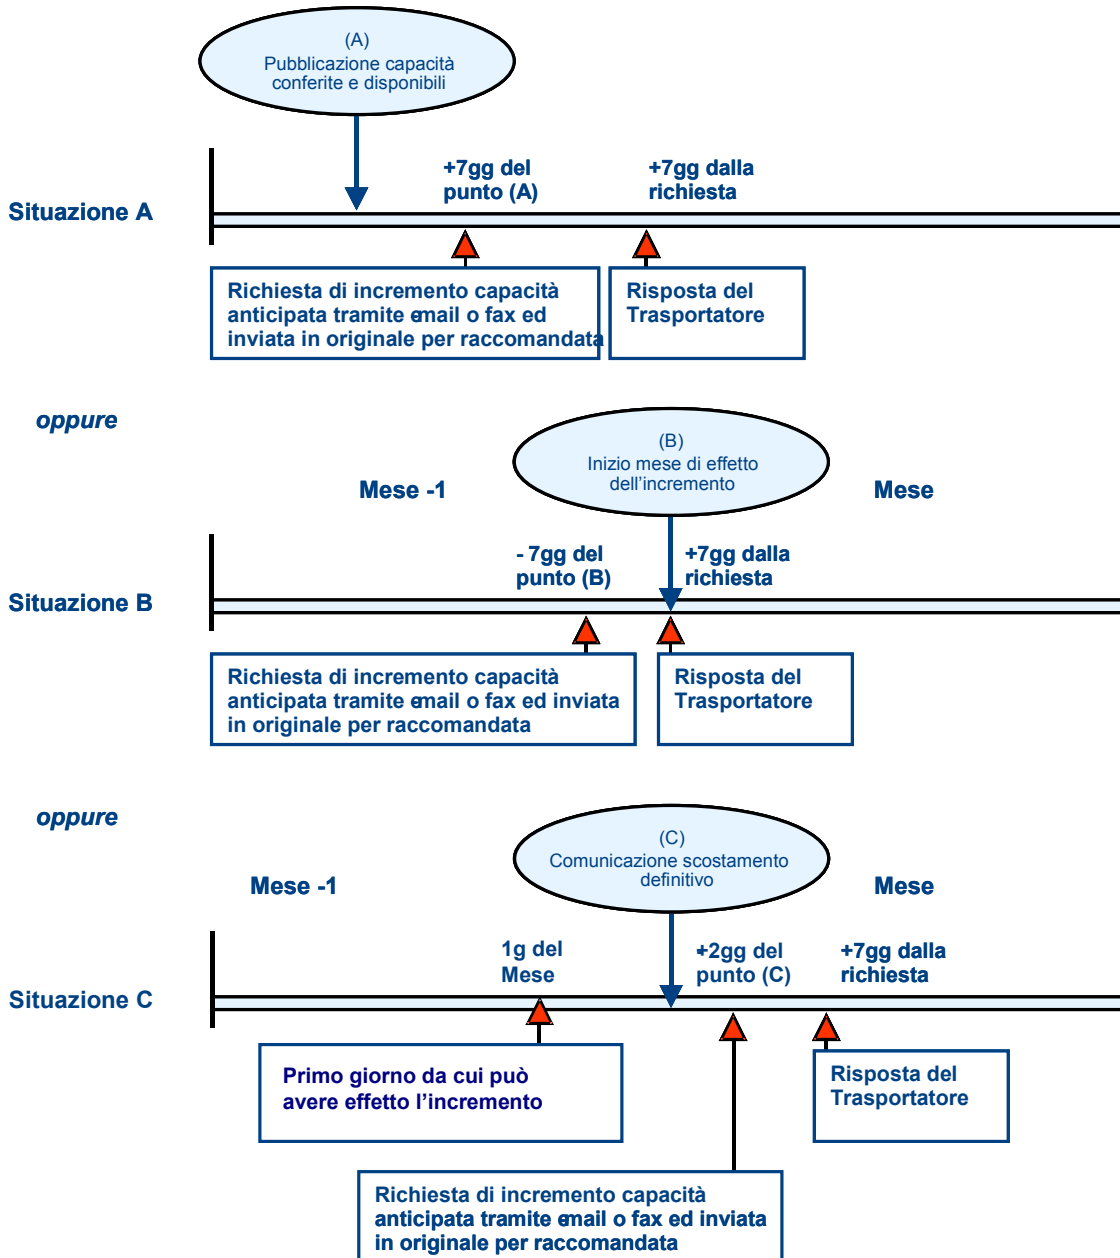 (A)
Pubblicazione capacità
conferite e disponibili
+7gg del
punto (A)
+7gg dalla
richiesta
Situazione A
Richiesta di incremento capacità
anticipata tramite email o fax ed
inviata in originale per raccomandata
Risposta del
Trasportatore
oppure
(B)
Inizio mese di effetto
dell'incremento
Mese -1
Mese
- 7gg del
punto (B)
+7gg dalla
richiesta
Situazione B
Richiesta di incremento capacità
anticipata tramite email o fax ed inviata
in originale per raccomandata
Risposta del
Trasportatore
oppure
(C)
Comunicazione scostamento
definitivo
Mese -1
Mese
1g del
Mese
+2gg del
punto (C)
+7gg dalla
richiesta
Situazione C
Primo giorno da cui può
avere effetto l'incremento
Risposta del
Trasportatore
Richiesta di incremento capacità
anticipata tramite email o fax ed inviata
in originale per raccomandata